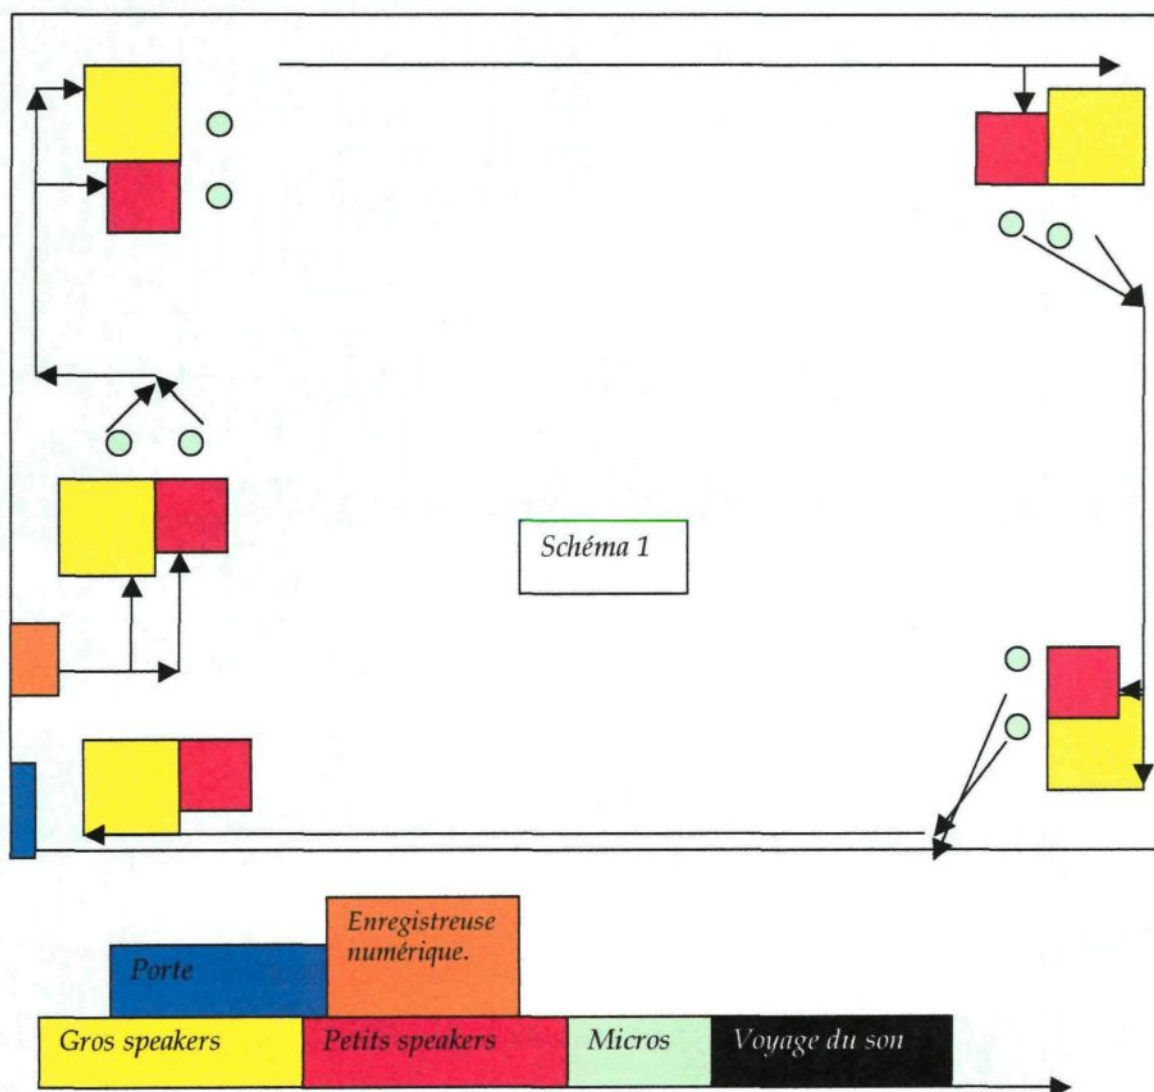 Schéma 1
Enregistreuse
numérique.
Porte
Gros speakers
Petits speakers
Micros
Voyage du son